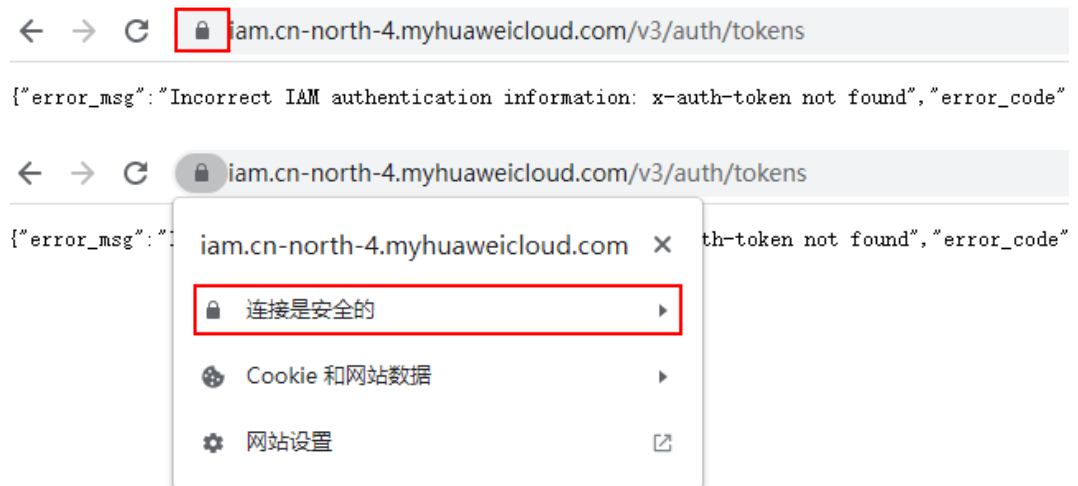 iam.cn-north-4.myhuaweicloud.com/v3/auth/tokens
{"error_msg":"Incorrect IAM authentication information: x-auth-token not found","error_code"
iam.cn-north-4.myhuaweicloud.com/v3/auth/tokens
{"error_msg":" th-token not found","error_code"
iam.cn-north-4.myhuaweicloud.com
连接是安全的
Cookie 和网站数据
网站设置